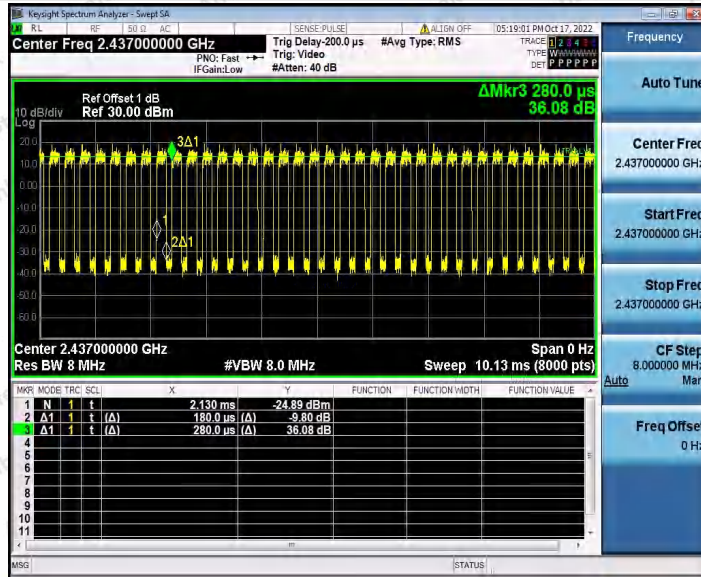 Keysight Spectrum Analyzer - Swept SA
RL RF 50 Ω AC SENSE:PULSE ALIGN OFF 05:19:01 PM Oct 17, 2022
Center Freq 2.437000000 GHz
PNO: Fast
IFGain:Low
Trig Delay-200.0 µs
Trig: Video
#Atten: 40 dB
#Avg Type: RMS
TRACE 1 2 3 4 5 6
TYPE WWWWWW
DET P P P P P P
ΔMkr3 280.0 µs
36.08 dB
Ref Offset 1 dB
10 dB/div Ref 30.00 dBm
Log
20.0
10.0
0.00
-10.0
-20.0
-30.0
-40.0
-50.0
-60.0
3Δ1
1
2Δ1
Center 2.437000000 GHz Span 0 Hz
Res BW 8 MHz #VBW 8.0 MHz Sweep 10.13 ms (8000 pts)
MKR MODE TRC SCL X Y FUNCTION FUNCTION WIDTH FUNCTION VALUE
1 N 1 t 2.130 ms -24.89 dBm
2 Δ1 1 t (Δ) 180.0 µs (Δ) -9.80 dB
3 Δ1 1 t (Δ) 280.0 µs (Δ) 36.08 dB
4
5
6
7
8
9
10
11
MSG STATUS
Frequency
Auto Tune
Center Freq
2.437000000 GHz
Start Freq
2.437000000 GHz
Stop Freq
2.437000000 GHz
CF Step
8.000000 MHz
Auto Man
Freq Offset
0 Hz